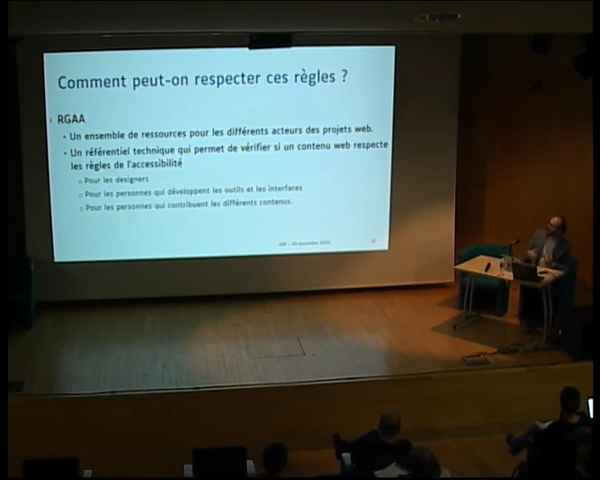 Comment peut-on respecter ces règles ?
RGAA
- Un ensemble de ressources pour les différents acteurs des projets web.
- Un référentiel technique qui permet de vérifier si un contenu web respecte
les règles de l'accessibilité
Pour les designers
Pour les personnes qui développent les outils et les interfaces
Pour les personnes qui contribuent les différents contenus.
novembre